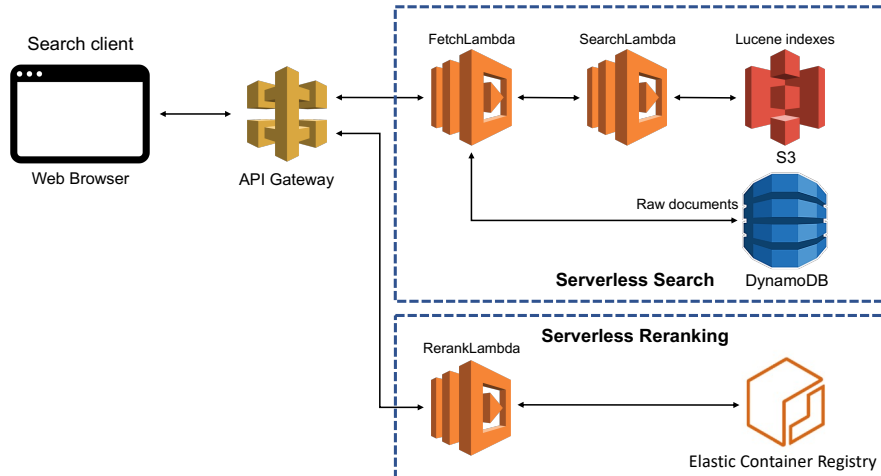 Search client
Web Browser
API Gateway
FetchLambda
SearchLambda
Lucene indexes
S3
Raw documents
DynamoDB
Serverless Search
Serverless Reranking
RerankLambda
Elastic Container Registry